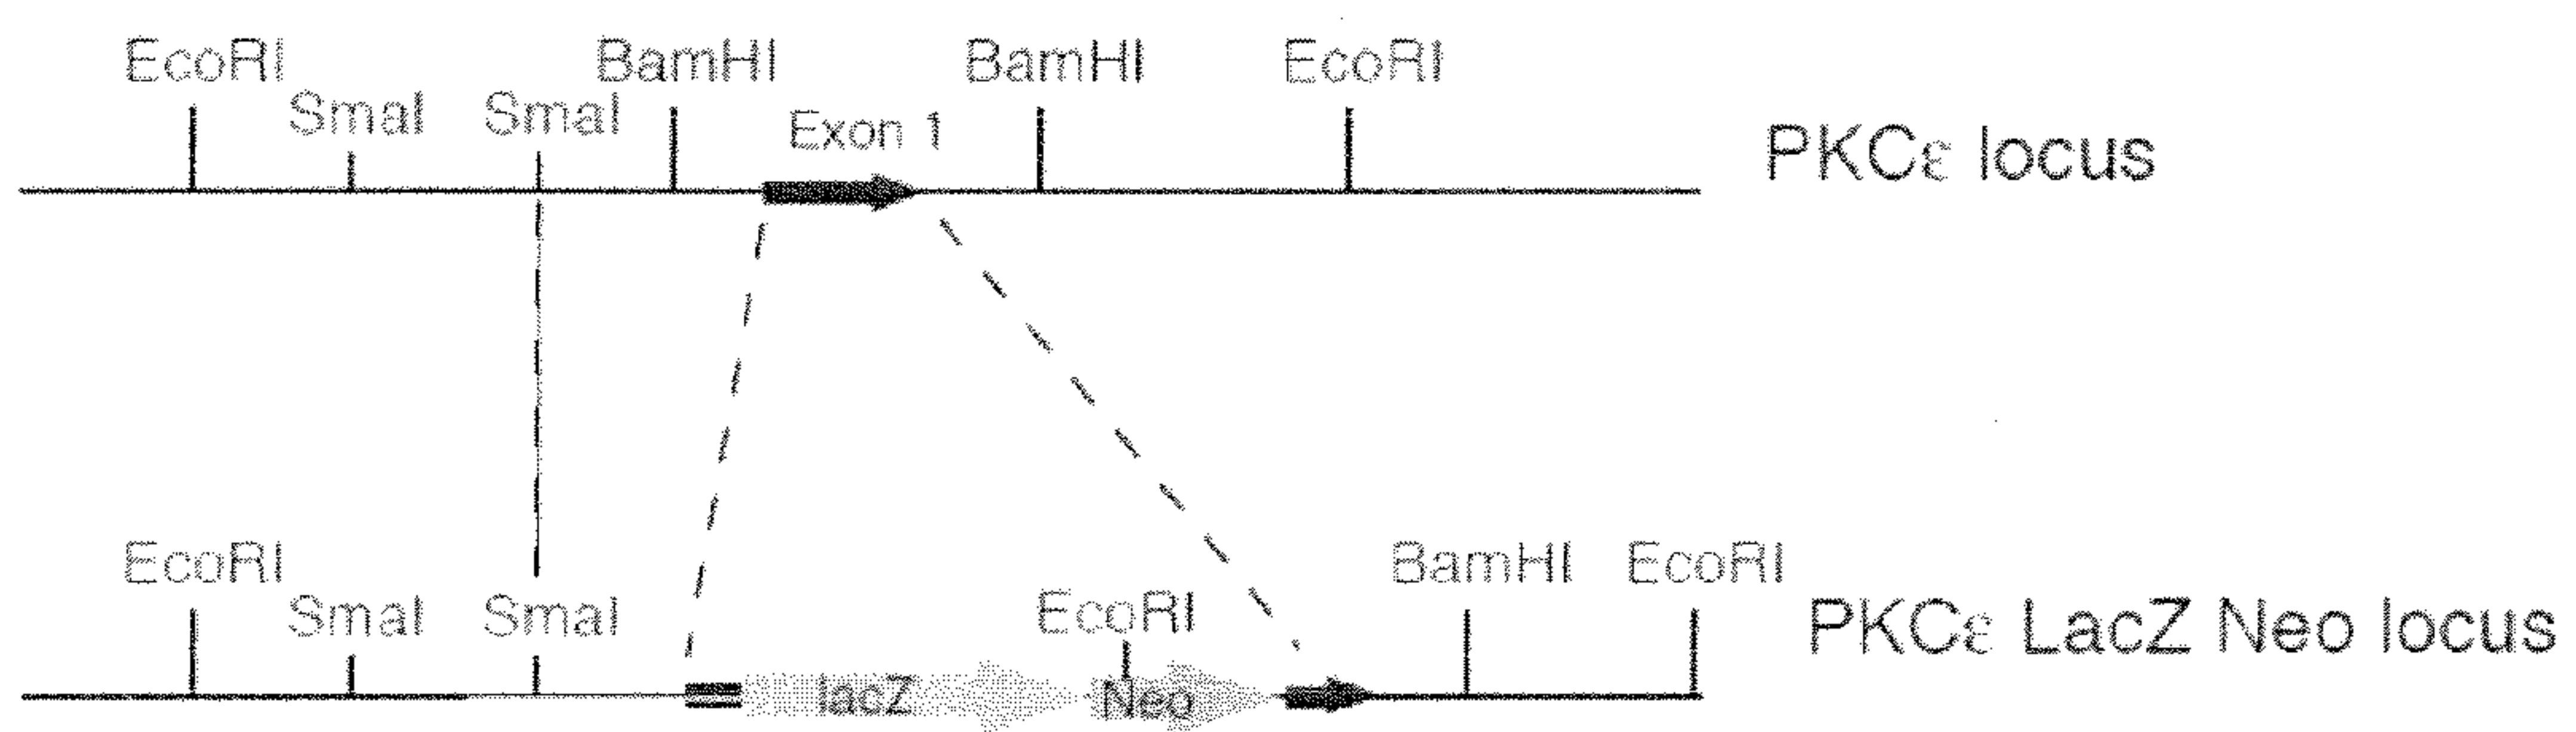 EcoRI SmaI SmaI BamHI Exon 1 BamHI EcoRI PKCε locus
EcoRI SmaI SmaI lacZ EcoRI Neo BamHI EcoRI PKCε LacZ Neo locus